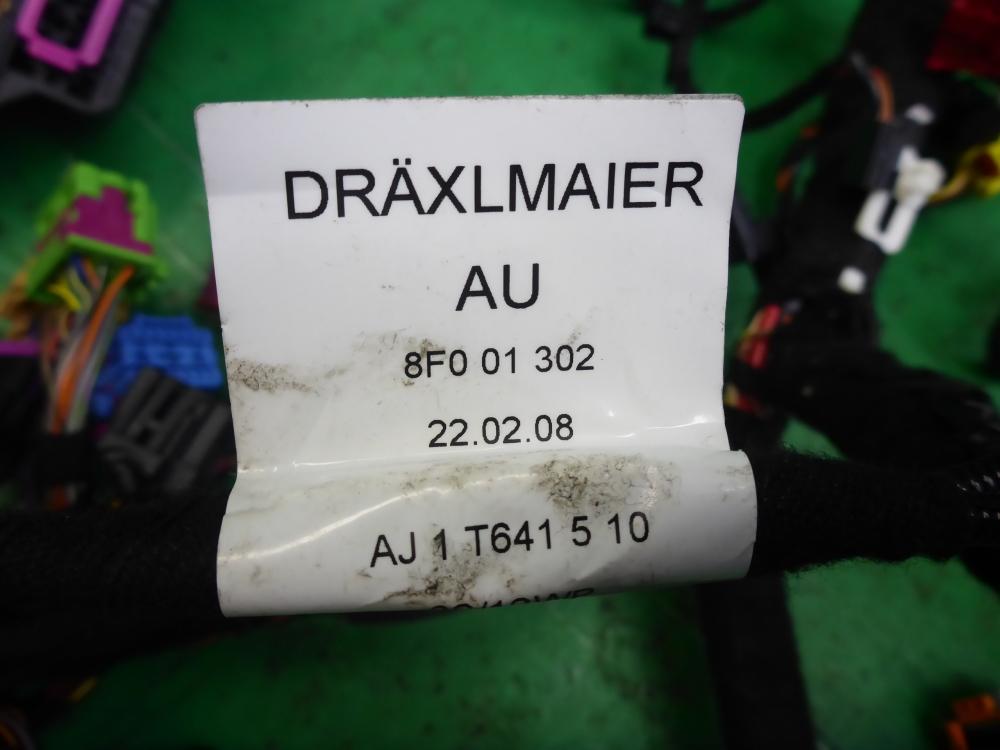 DRÄXLMAIER
AU
8F0 01 302
22.02.08
AJ 1 T641 5 10